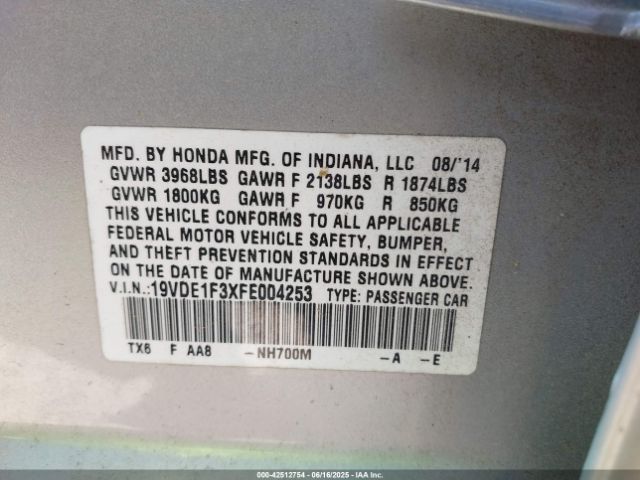 MFD. BY HONDA MFG. OF INDIANA, LLC 08/'14
GVWR 3968LBS GAWR F 2138LBS R 1874LBS
GVWR 1800KG GAWR F 970KG R 850KG
THIS VEHICLE CONFORMS TO ALL APPLICABLE
FEDERAL MOTOR VEHICLE SAFETY, BUMPER,
AND THEFT PREVENTION STANDARDS IN EFFECT
ON THE DATE OF MANUFACTURE SHOWN ABOVE.
V.I.N.:19VDE1F3XFE004253 TYPE: PASSENGER CAR
TX6 F AA8 -NH700M -A -E
000-42512754 | 06/16/2025 - IAA Inc.